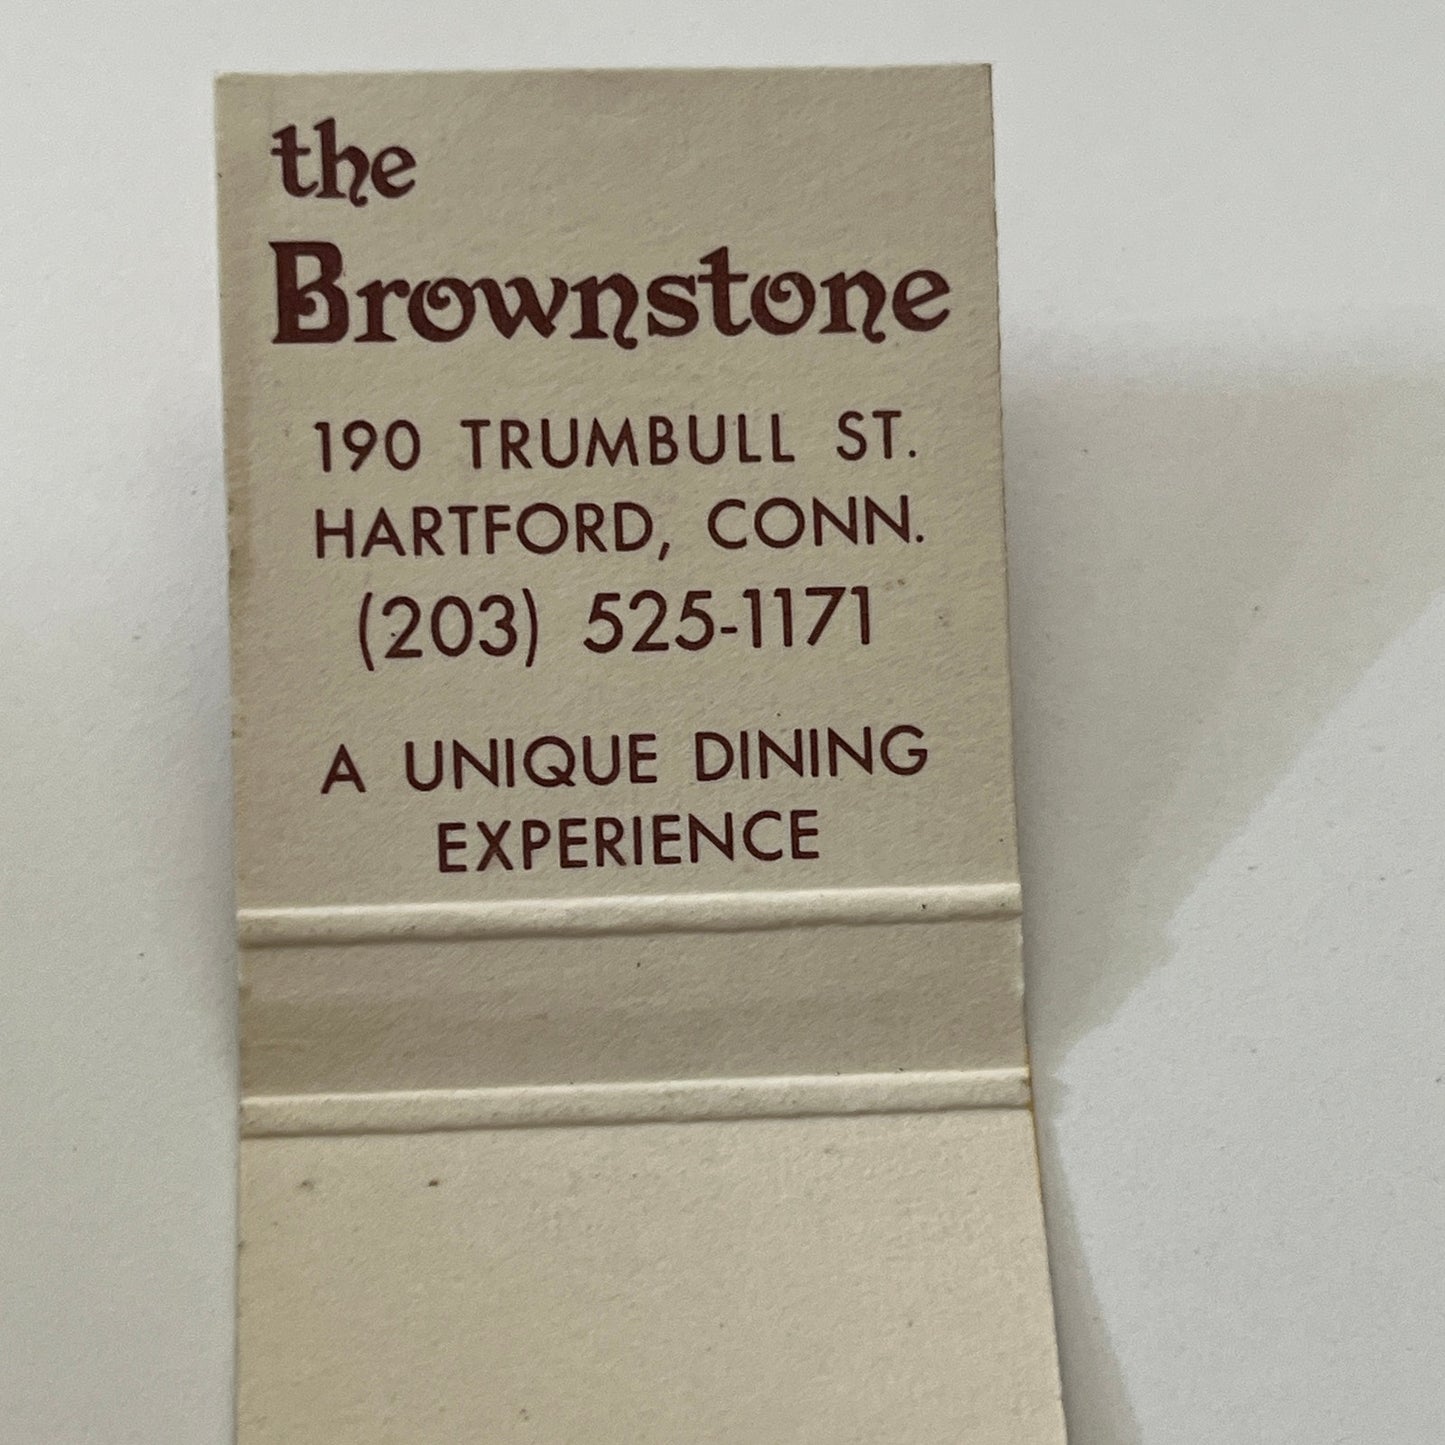 the
Brownstone
190 TRUMBULL ST.
HARTFORD, CONN.
(203) 525-1171
A UNIQUE DINING
EXPERIENCE